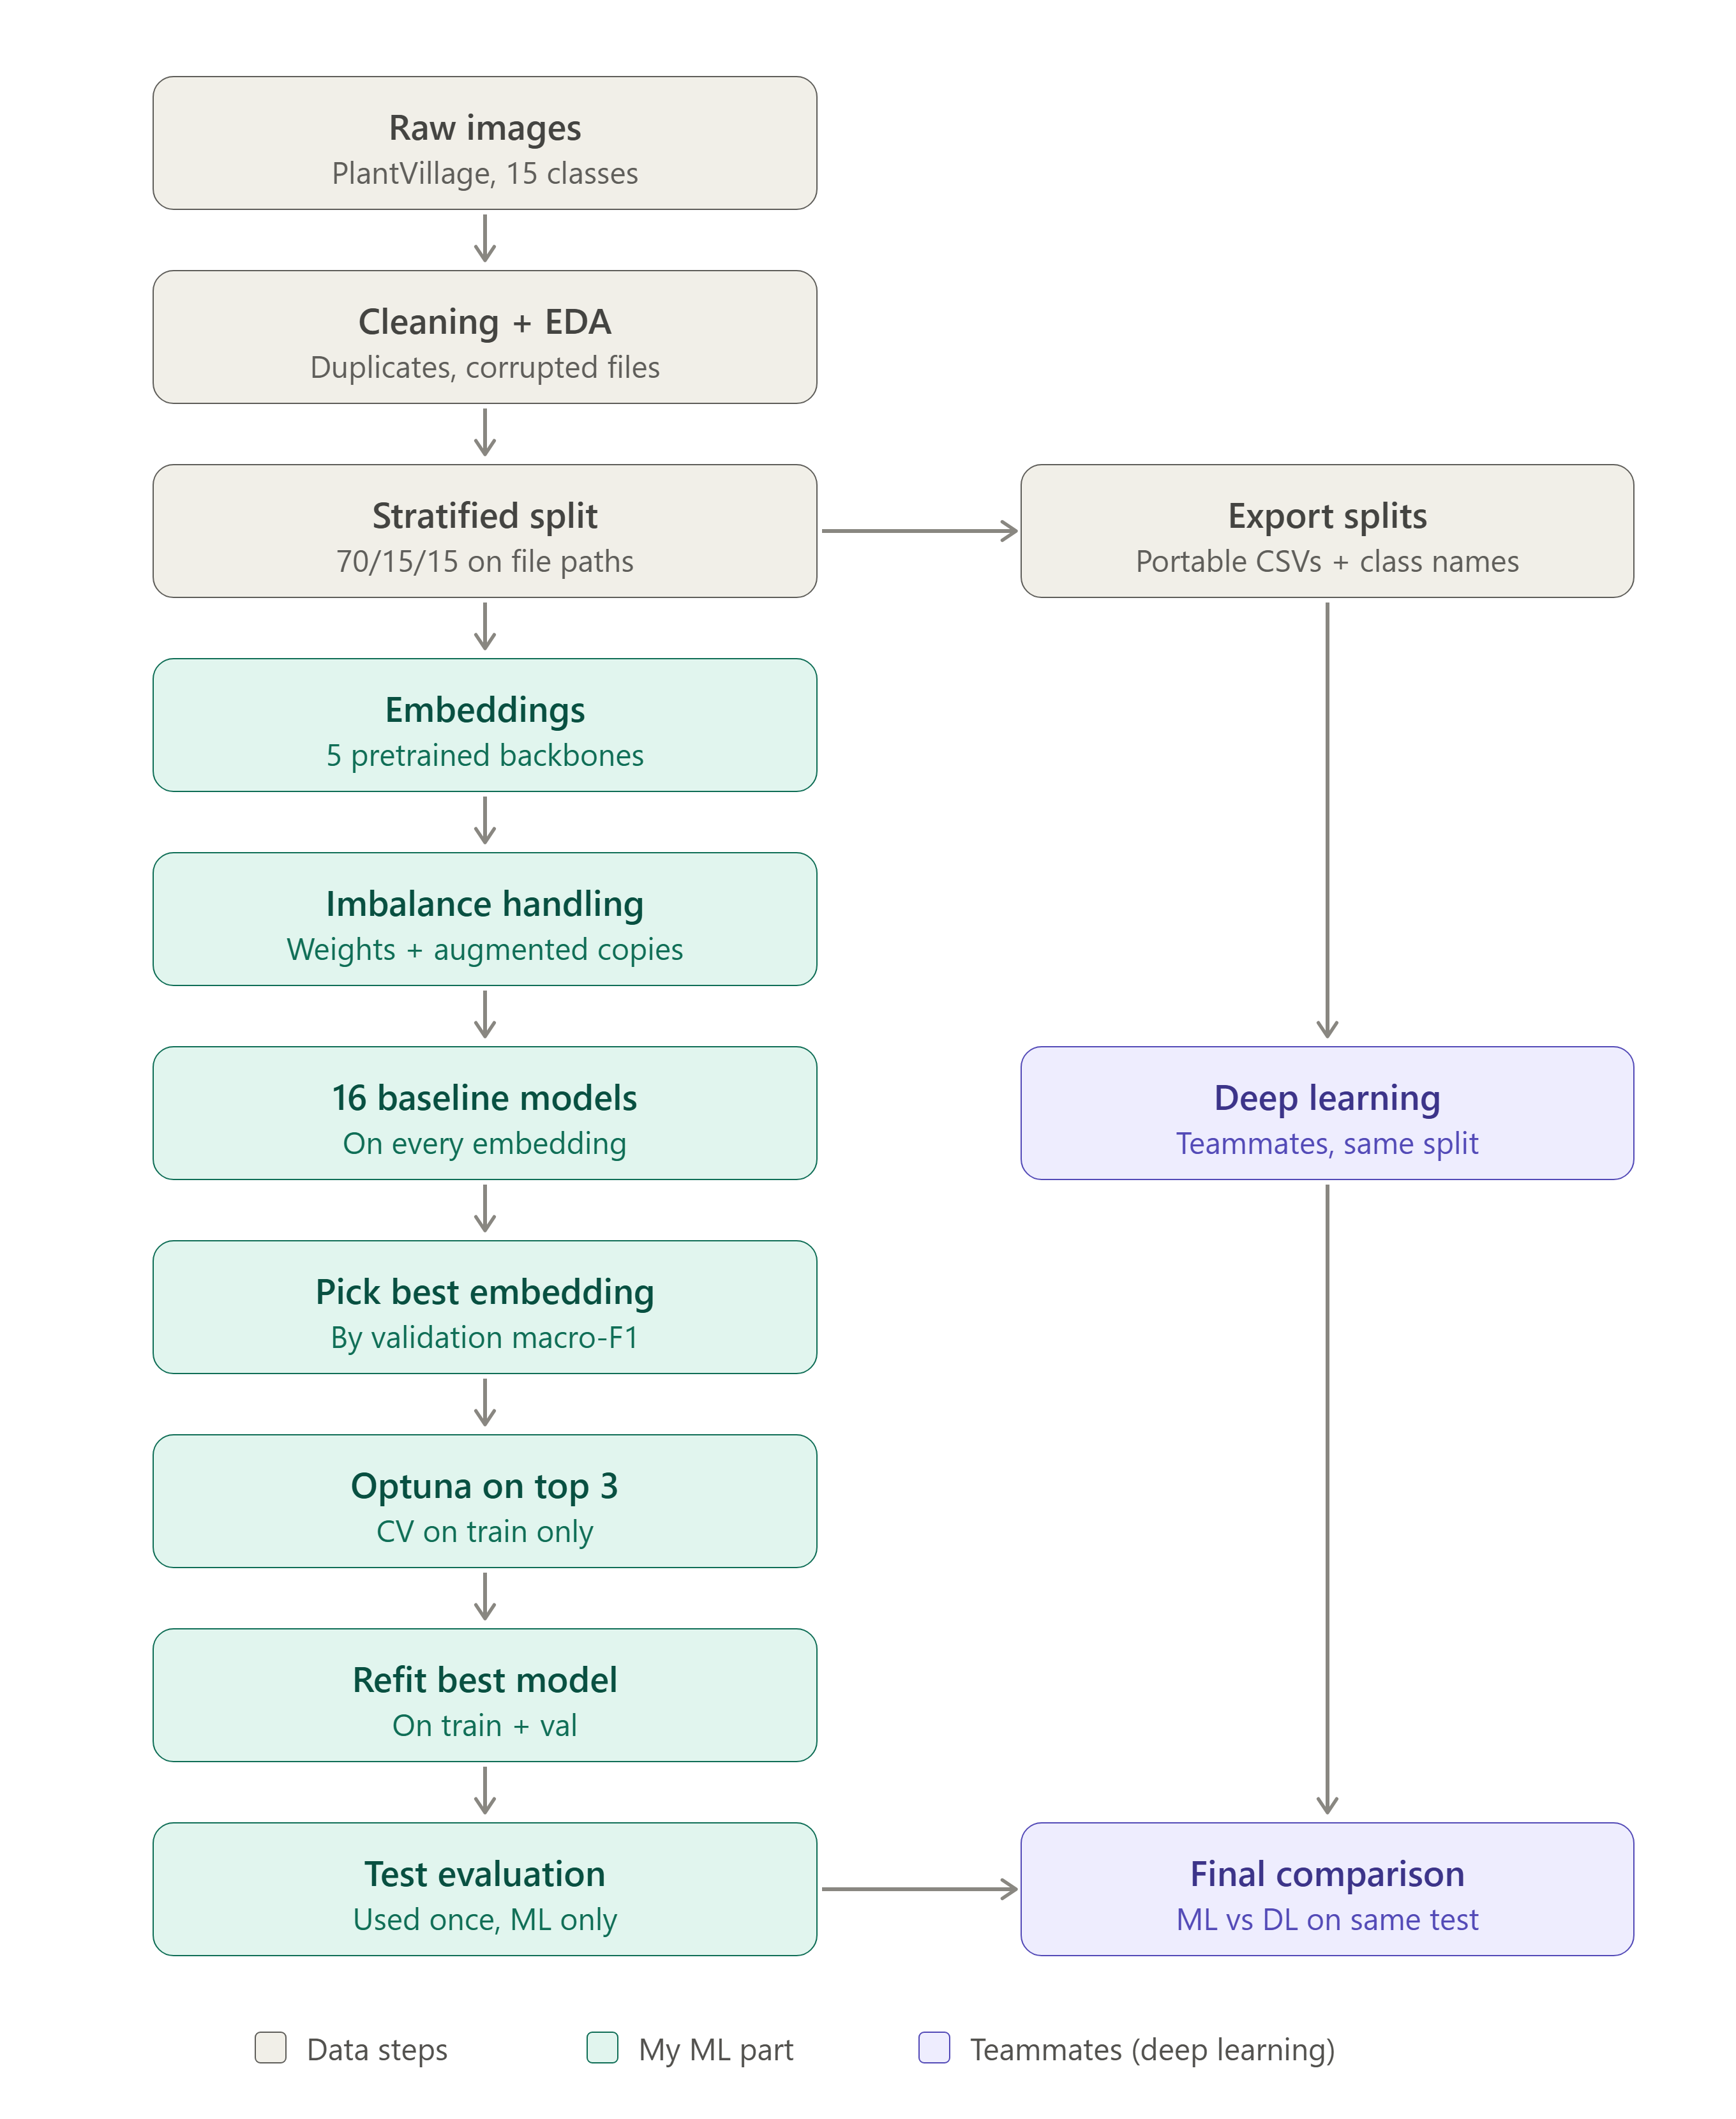 Raw images
PlantVillage, 15 classes
Cleaning + EDA
Duplicates, corrupted files
Stratified split
70/15/15 on file paths
Export splits
Portable CSVs + class names
Embeddings
5 pretrained backbones
Imbalance handling
Weights + augmented copies
16 baseline models
On every embedding
Deep learning
Teammates, same split
Pick best embedding
By validation macro-F1
Optuna on top 3
CV on train only
Refit best model
On train + val
Test evaluation
Used once, ML only
Final comparison
ML vs DL on same test
Data steps
My ML part
Teammates (deep learning)